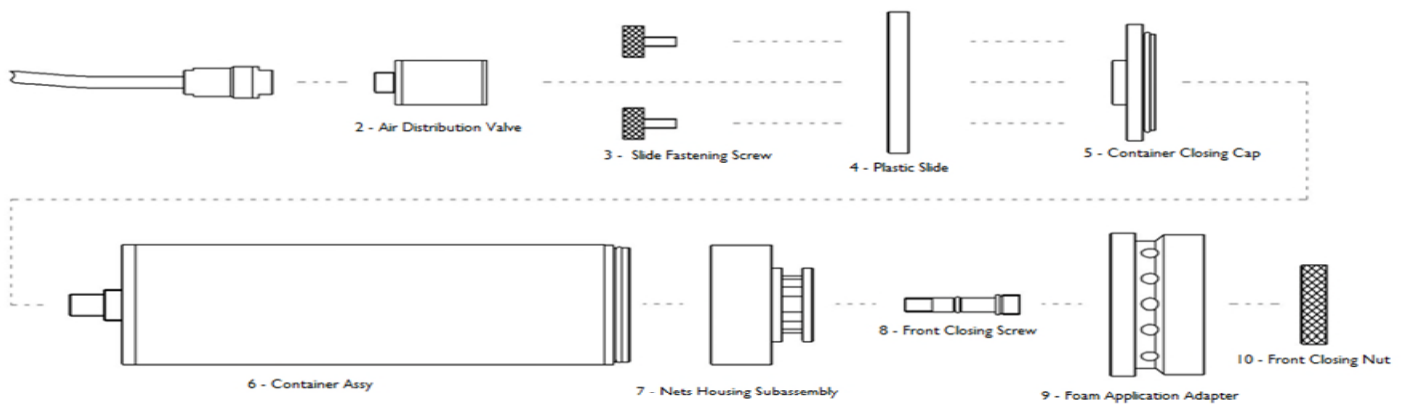 2 - Air Distribution Valve
3 - Slide Fastening Screw
4 - Plastic Slide
5 - Container Closing Cap
6 - Container Assy
7 - Nets Housing Subassembly
8 - Front Closing Screw
9 - Foam Application Adapter
10 - Front Closing Nut